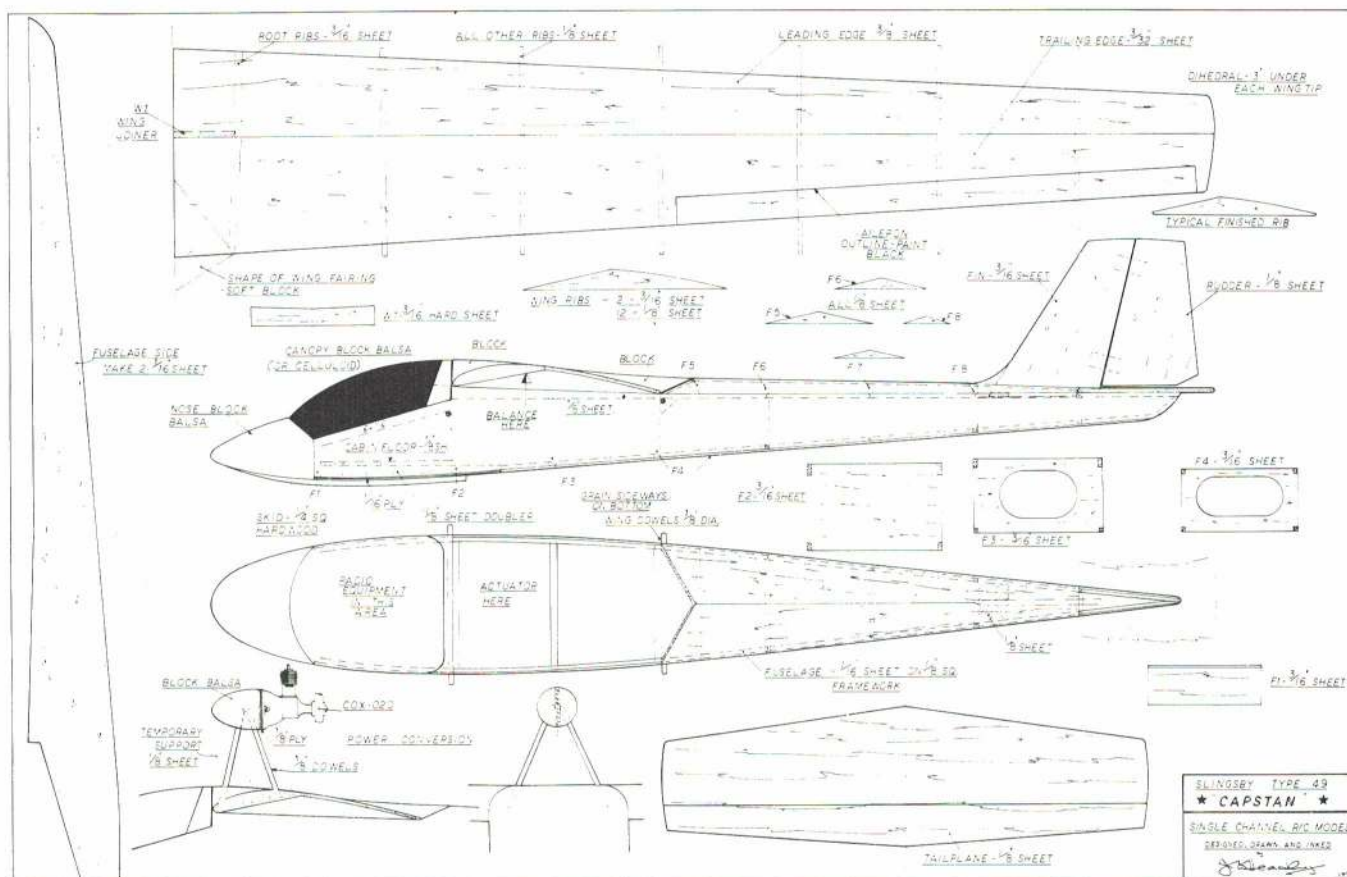 ROOT RIBS - 3/16" SHEET
ALL OTHER RIBS - 1/8" SHEET
LEADING EDGE 3/8" SHEET
TRAILING EDGE - 3/32" SHEET
DIHEDRAL - 3" UNDER
EACH WING TIP
W1
WING
JOINER
TYPICAL FINISHED RIB
AILERON
OUTLINE - PAINT
BLACK
SHAPE OF WING FAIRING
SOFT BLOCK
WING RIBS - 2 - 3/16" SHEET
12 - 1/8" SHEET
F6
ALL 1/8" SHEET
F5
F8
FIN - 3/16" SHEET
RUDDER - 1/8" SHEET
W1 3/16" HARD SHEET
FUSELAGE SIDE
MAKE 2 3/16" SHEET
CANOPY BLOCK BALSA
(OR CELLULOID)
BLOCK
BLOCK
F5
F6
F7
F8
NOSE BLOCK
BALSA
BALANCE
HERE
1/8" SHEET
CABIN FLOOR - 1/8" SH
F1
1/16" PLY
F2
F3
F4
SKID - 1/4" SQ
HARDWOOD
1/8" SHEET DOUBLER
GRAIN SIDEWAYS
ON BOTTOM
WING DOWELS 3/8 DIA.
F2 - 3/16" SHEET
F3 - 3/16" SHEET
F4 - 3/16" SHEET
RADIO
EQUIPMENT
IN THIS
AREA
ACTUATOR
HERE
1/8" SHEET
FUSELAGE - 1/16 SHEET ON 1/8" SQ
FRAMEWORK
F1 - 3/16" SHEET
BLOCK BALSA
COX-020
1/8" PLY
POWER CONVERSION
TEMPORARY
SUPPORT
1/8" SHEET
3/8" DOWELS
TAILPLANE - 1/8" SHEET
SLINGSBY TYPE 49
★ CAPSTAN ★
SINGLE CHANNEL R/C MODEL
DESIGNED, DRAWN AND INKED
BY